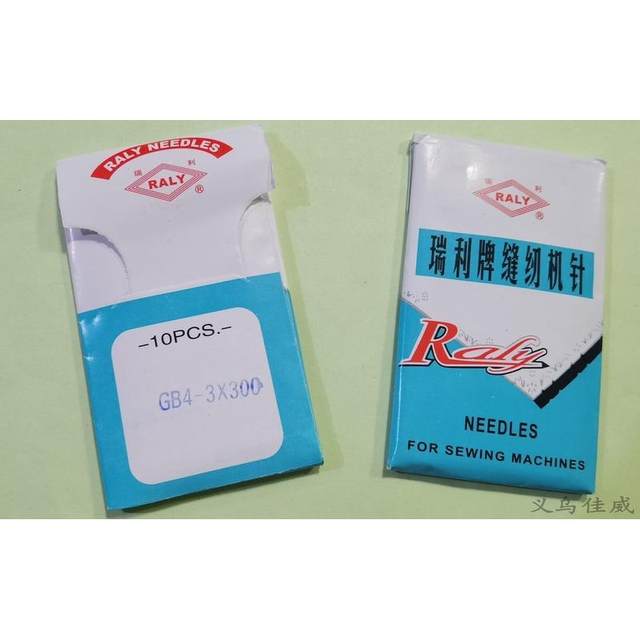 RALY NEEDLES
瑞 利
RALY
®
-10PCS.-
GB4-3X300
瑞 利
RALY
®
瑞利牌缝纫机针
Raly
NEEDLES
FOR SEWING MACHINES
义乌佳威